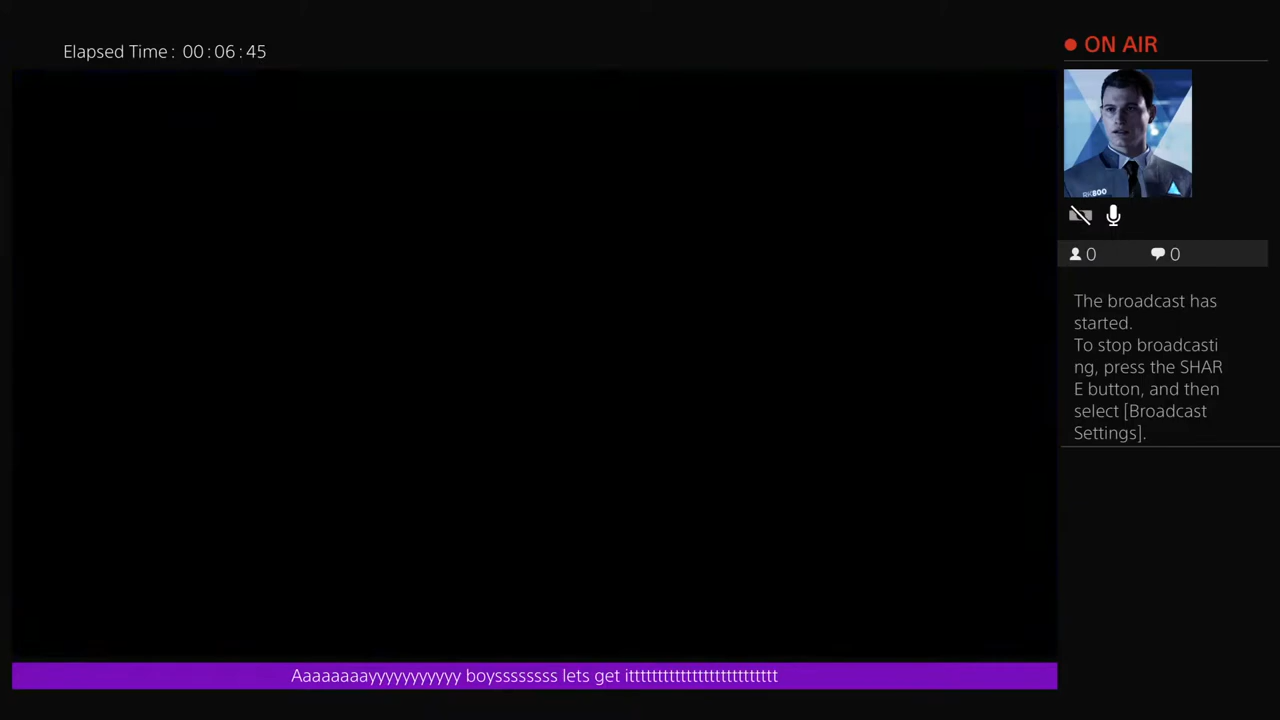 Elapsed Time: 00:06:45
ON AIR
RK800
0 0
The broadcast has
started.
To stop broadcasti
ng, press the SHAR
E button, and then
select [Broadcast
Settings].
Aaaaaaaayyyyyyyyyyy boyssssssss lets get itttttttttttttttttttttttttt